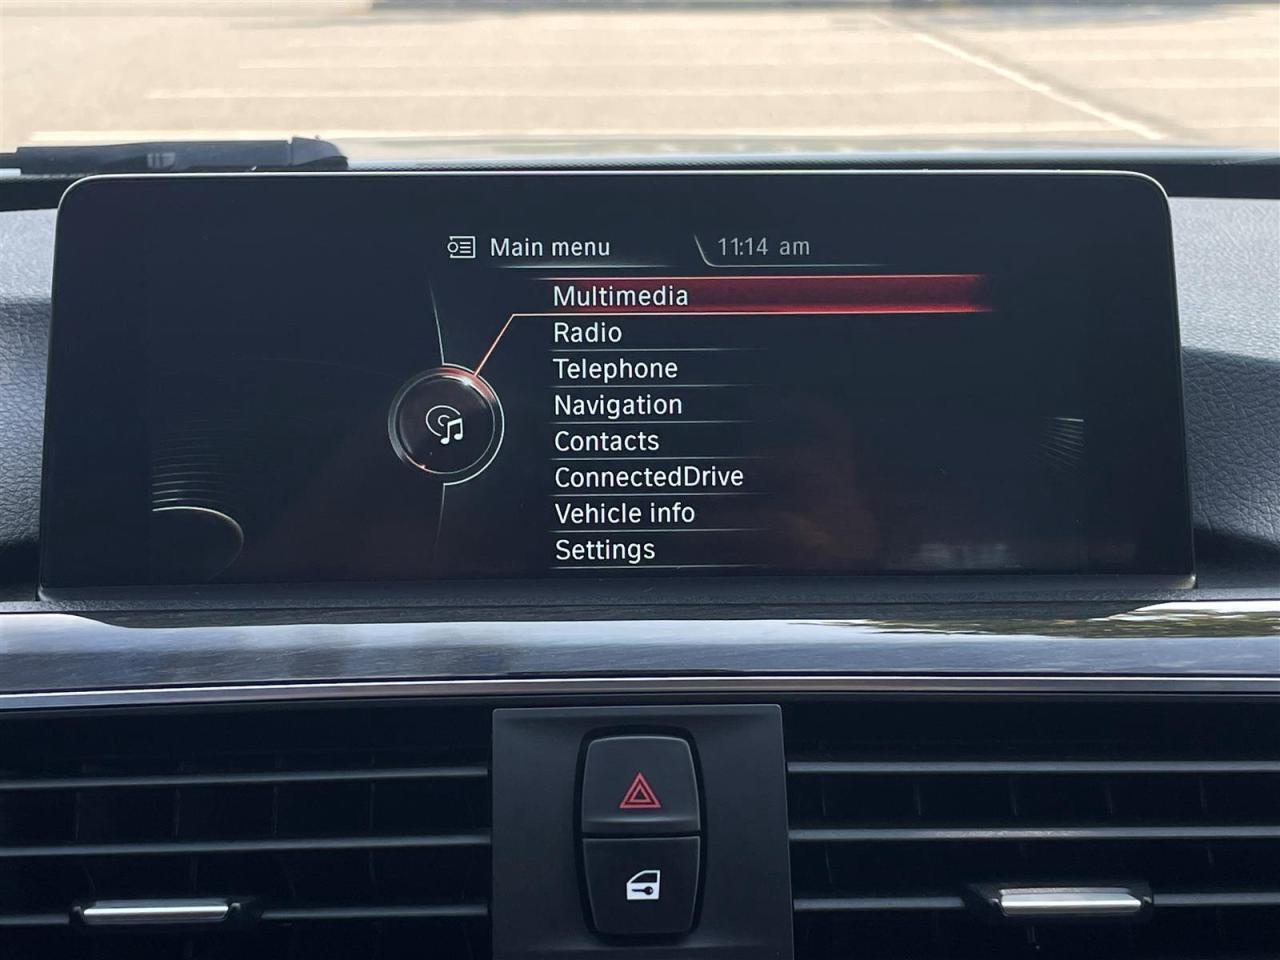 Main menu 11:14 am
Multimedia
Radio
Telephone
Navigation
Contacts
ConnectedDrive
Vehicle info
Settings